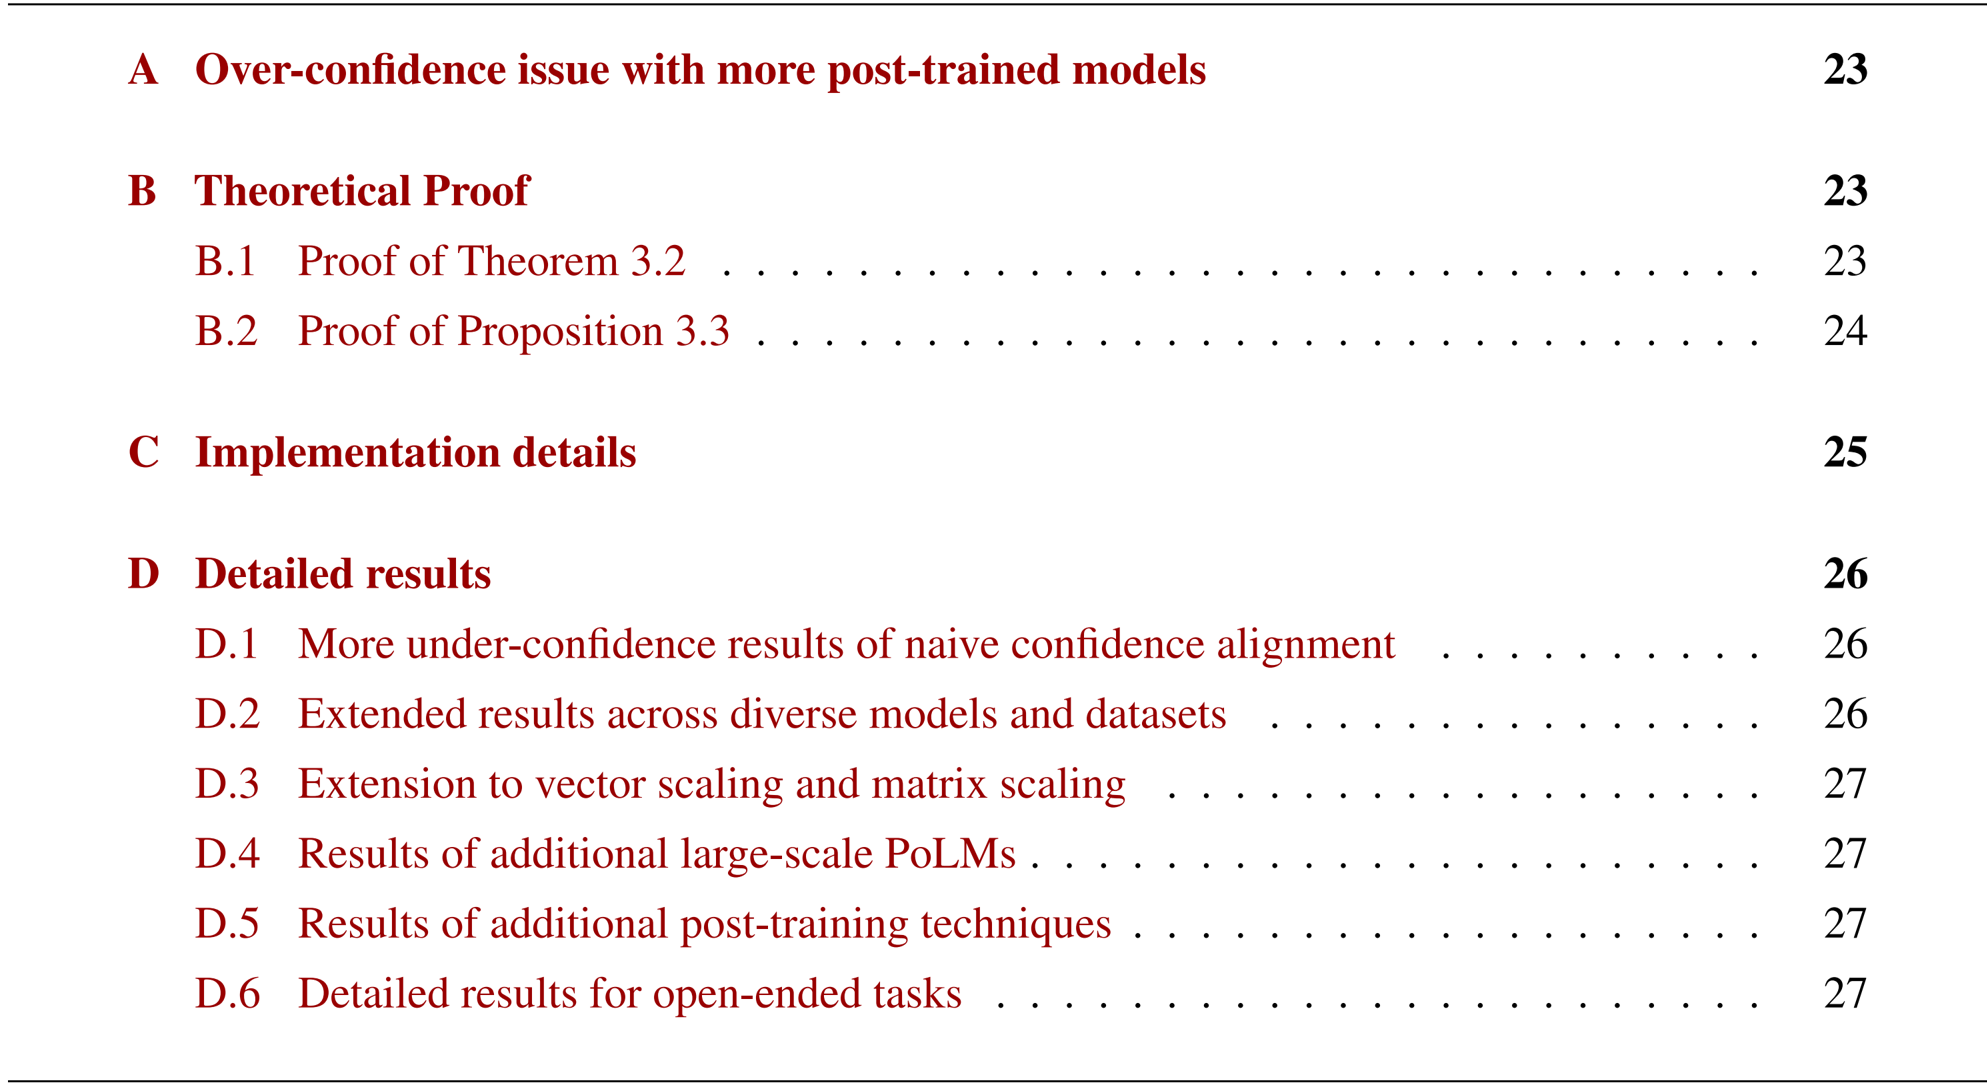 A Over-confidence issue with more post-trained models 23
B Theoretical Proof 23
B.1 Proof of Theorem 3.2 . . . . . . . . . . . . . . . . . . . . . . . . . . . . . . . 23
B.2 Proof of Proposition 3.3 . . . . . . . . . . . . . . . . . . . . . . . . . . . . . . 24
C Implementation details 25
D Detailed results 26
D.1 More under-confidence results of naive confidence alignment . . . . . . . . . . 26
D.2 Extended results across diverse models and datasets . . . . . . . . . . . . . . . 26
D.3 Extension to vector scaling and matrix scaling . . . . . . . . . . . . . . . . . . 27
D.4 Results of additional large-scale PoLMs . . . . . . . . . . . . . . . . . . . . . . 27
D.5 Results of additional post-training techniques . . . . . . . . . . . . . . . . . . . 27
D.6 Detailed results for open-ended tasks . . . . . . . . . . . . . . . . . . . . . . . 27